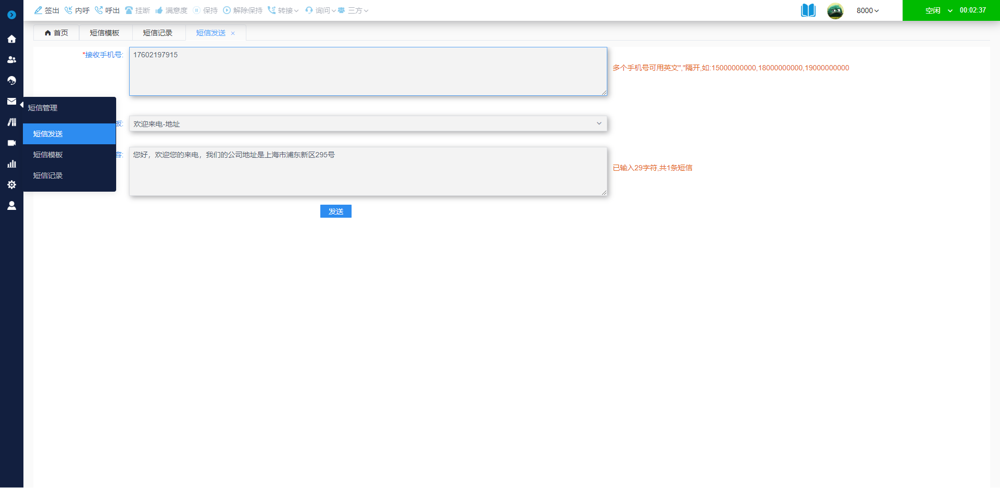 签出 内呼 呼出 挂断 满意度 保持 解除保持 转接 询问 三方 8000 空闲 00:02:37
首页 短信模板 短信记录 短信发送 ×
*接收手机号: 17602197915
多个手机号可用英文","隔开,如:15000000000,18000000000,19000000000
短信管理
板: 欢迎来电-地址
短信发送
短信模板
容: 您好，欢迎您的来电，我们的公司地址是上海市浦东新区295号
已输入29字符,共1条短信
短信记录
发送